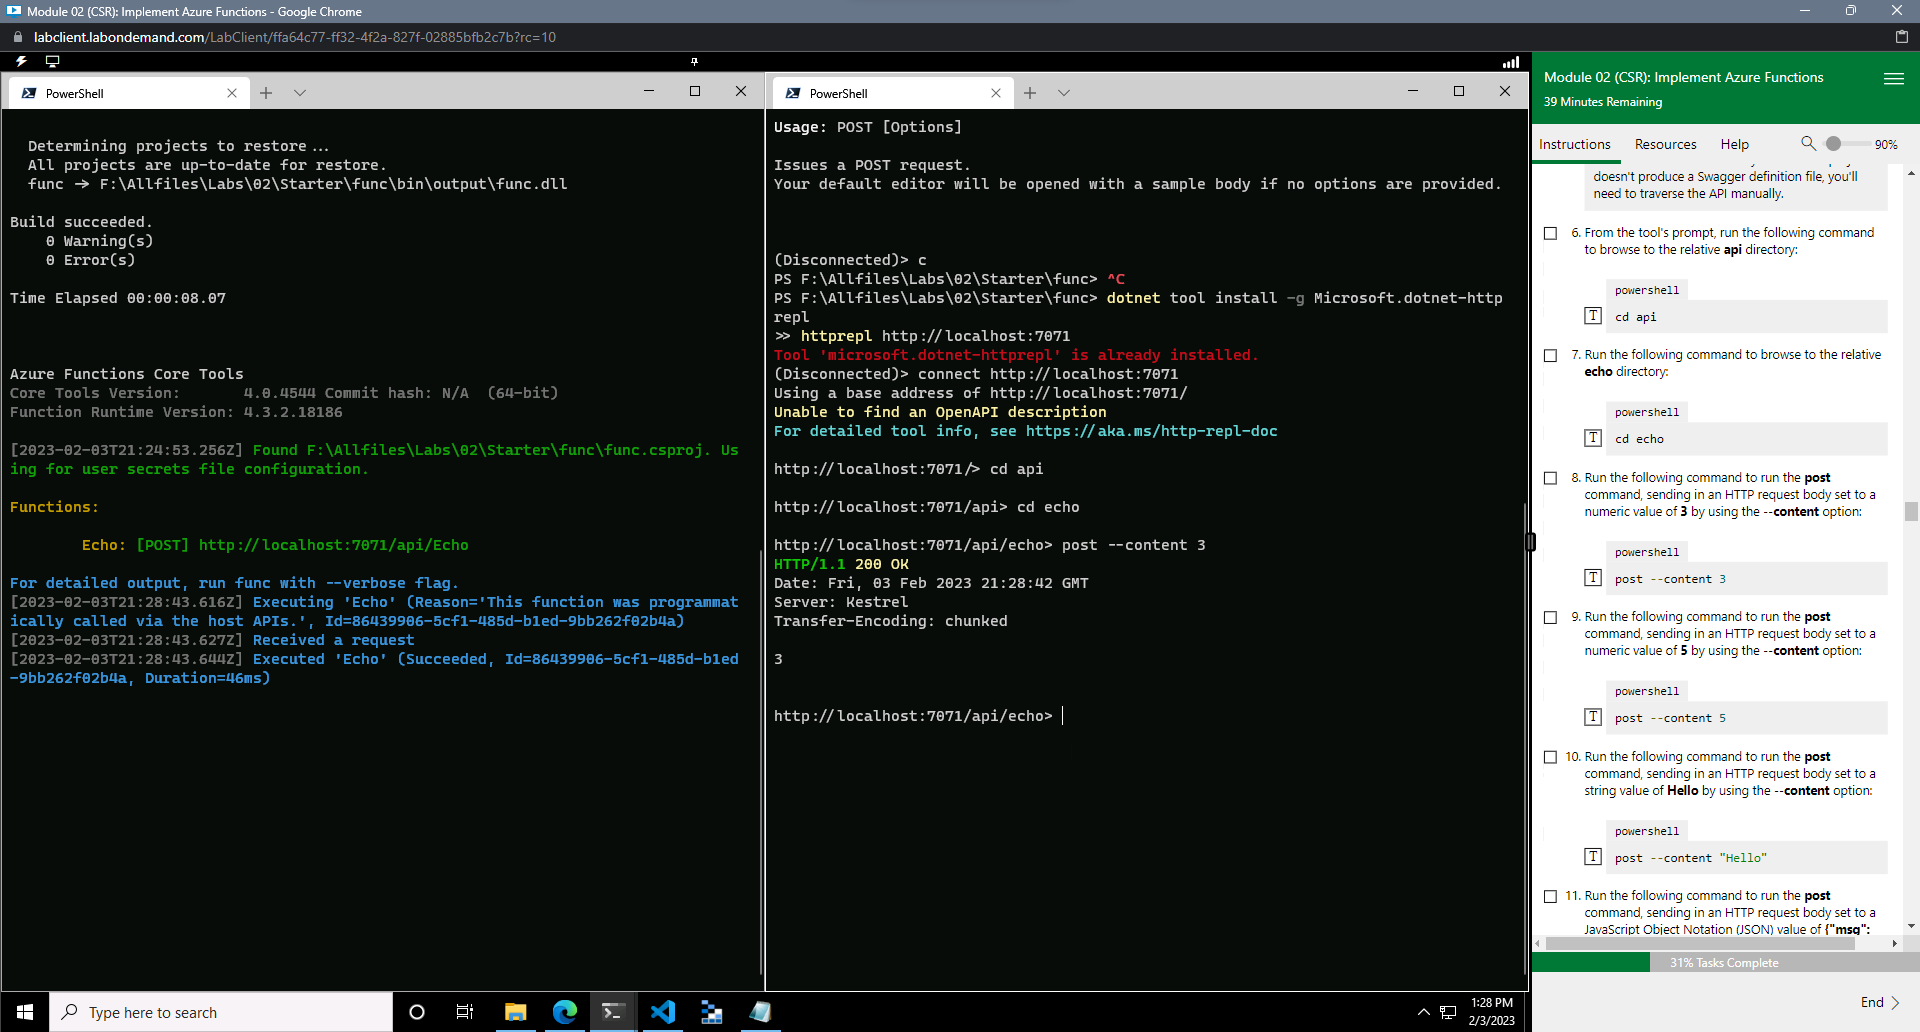 Module 02 (CSR): Implement Azure Functions - Google Chrome
labclient.labondemand.com/LabClient/ffa64c77-ff32-4f2a-827f-02885bfb2c7b?rc=10
PowerShell
Determining projects to restore...
All projects are up-to-date for restore.
func -> F:\Allfiles\Labs\02\Starter\func\bin\output\func.dll
Build succeeded.
0 Warning(s)
0 Error(s)
Time Elapsed 00:00:08.07
Azure Functions Core Tools
Core Tools Version: 4.0.4544 Commit hash: N/A (64-bit)
Function Runtime Version: 4.3.2.18186
[2023-02-03T21:24:53.256Z] Found F:\Allfiles\Labs\02\Starter\func\func.csproj. Us
ing for user secrets file configuration.
Functions:
Echo: [POST] http://localhost:7071/api/Echo
For detailed output, run func with --verbose flag.
[2023-02-03T21:28:43.616Z] Executing 'Echo' (Reason='This function was programmat
ically called via the host APIs.', Id=86439906-5cf1-485d-b1ed-9bb262f02b4a)
[2023-02-03T21:28:43.627Z] Received a request
[2023-02-03T21:28:43.644Z] Executed 'Echo' (Succeeded, Id=86439906-5cf1-485d-b1ed
-9bb262f02b4a, Duration=46ms)
PowerShell
Usage: POST [Options]
Issues a POST request.
Your default editor will be opened with a sample body if no options are provided.
(Disconnected)> c
PS F:\Allfiles\Labs\02\Starter\func> ^C
PS F:\Allfiles\Labs\02\Starter\func> dotnet tool install -g Microsoft.dotnet-http
repl
>> httprepl http://localhost:7071
Tool 'microsoft.dotnet-httprepl' is already installed.
(Disconnected)> connect http://localhost:7071
Using a base address of http://localhost:7071/
Unable to find an OpenAPI description
For detailed tool info, see https://aka.ms/http-repl-doc
http://localhost:7071/> cd api
http://localhost:7071/api> cd echo
http://localhost:7071/api/echo> post --content 3
HTTP/1.1 200 OK
Date: Fri, 03 Feb 2023 21:28:42 GMT
Server: Kestrel
Transfer-Encoding: chunked
3
http://localhost:7071/api/echo>
Module 02 (CSR): Implement Azure Functions
39 Minutes Remaining
Instructions Resources Help 90%
doesn't produce a Swagger definition file, you'll
need to traverse the API manually.
6. From the tool's prompt, run the following command
to browse to the relative api directory:
powershell
T cd api
7. Run the following command to browse to the relative
echo directory:
powershell
T cd echo
8. Run the following command to run the post
command, sending in an HTTP request body set to a
numeric value of 3 by using the --content option:
powershell
T post --content 3
9. Run the following command to run the post
command, sending in an HTTP request body set to a
numeric value of 5 by using the --content option:
powershell
T post --content 5
10. Run the following command to run the post
command, sending in an HTTP request body set to a
string value of Hello by using the --content option:
powershell
T post --content "Hello"
11. Run the following command to run the post
command, sending in an HTTP request body set to a
JavaScript Object Notation (JSON) value of {"msg":
31% Tasks Complete
End
Type here to search
1:28 PM
2/3/2023